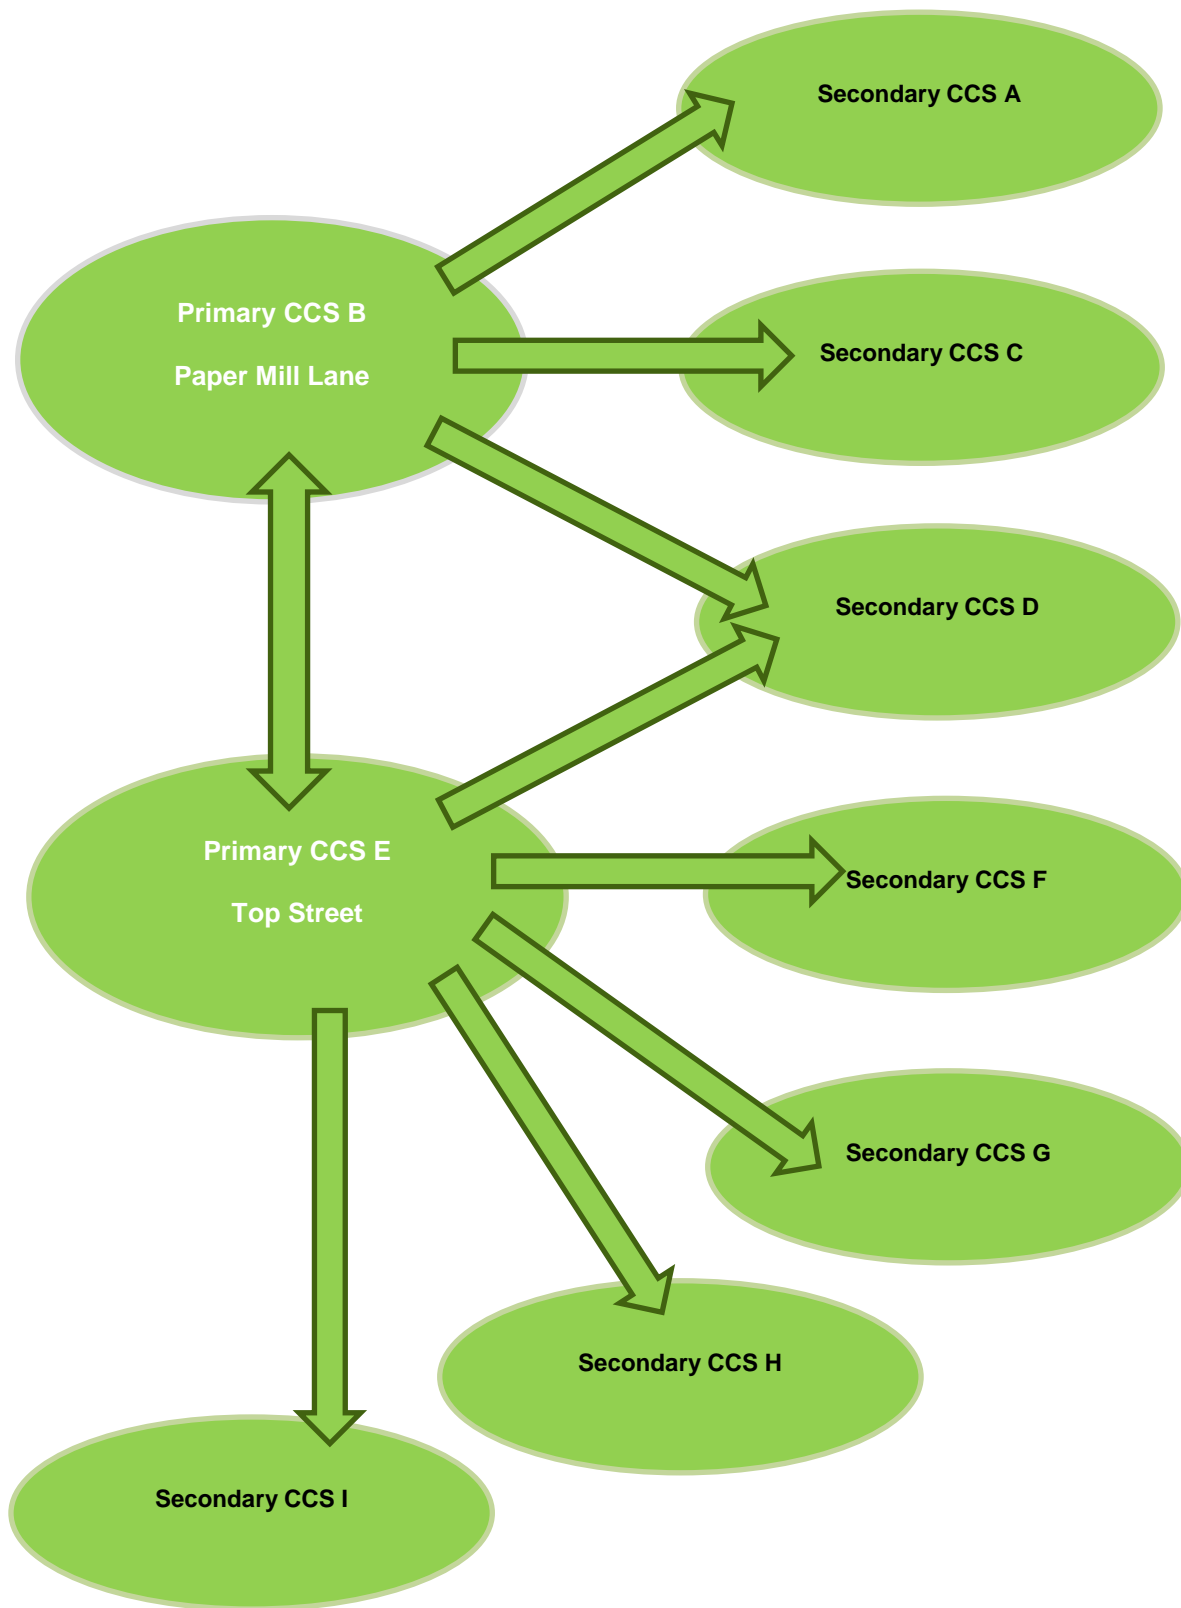 Secondary CCS A
Primary CCS B
Paper Mill Lane
Secondary CCS C
Secondary CCS D
Primary CCS E
Top Street
Secondary CCS F
Secondary CCS G
Secondary CCS H
Secondary CCS I